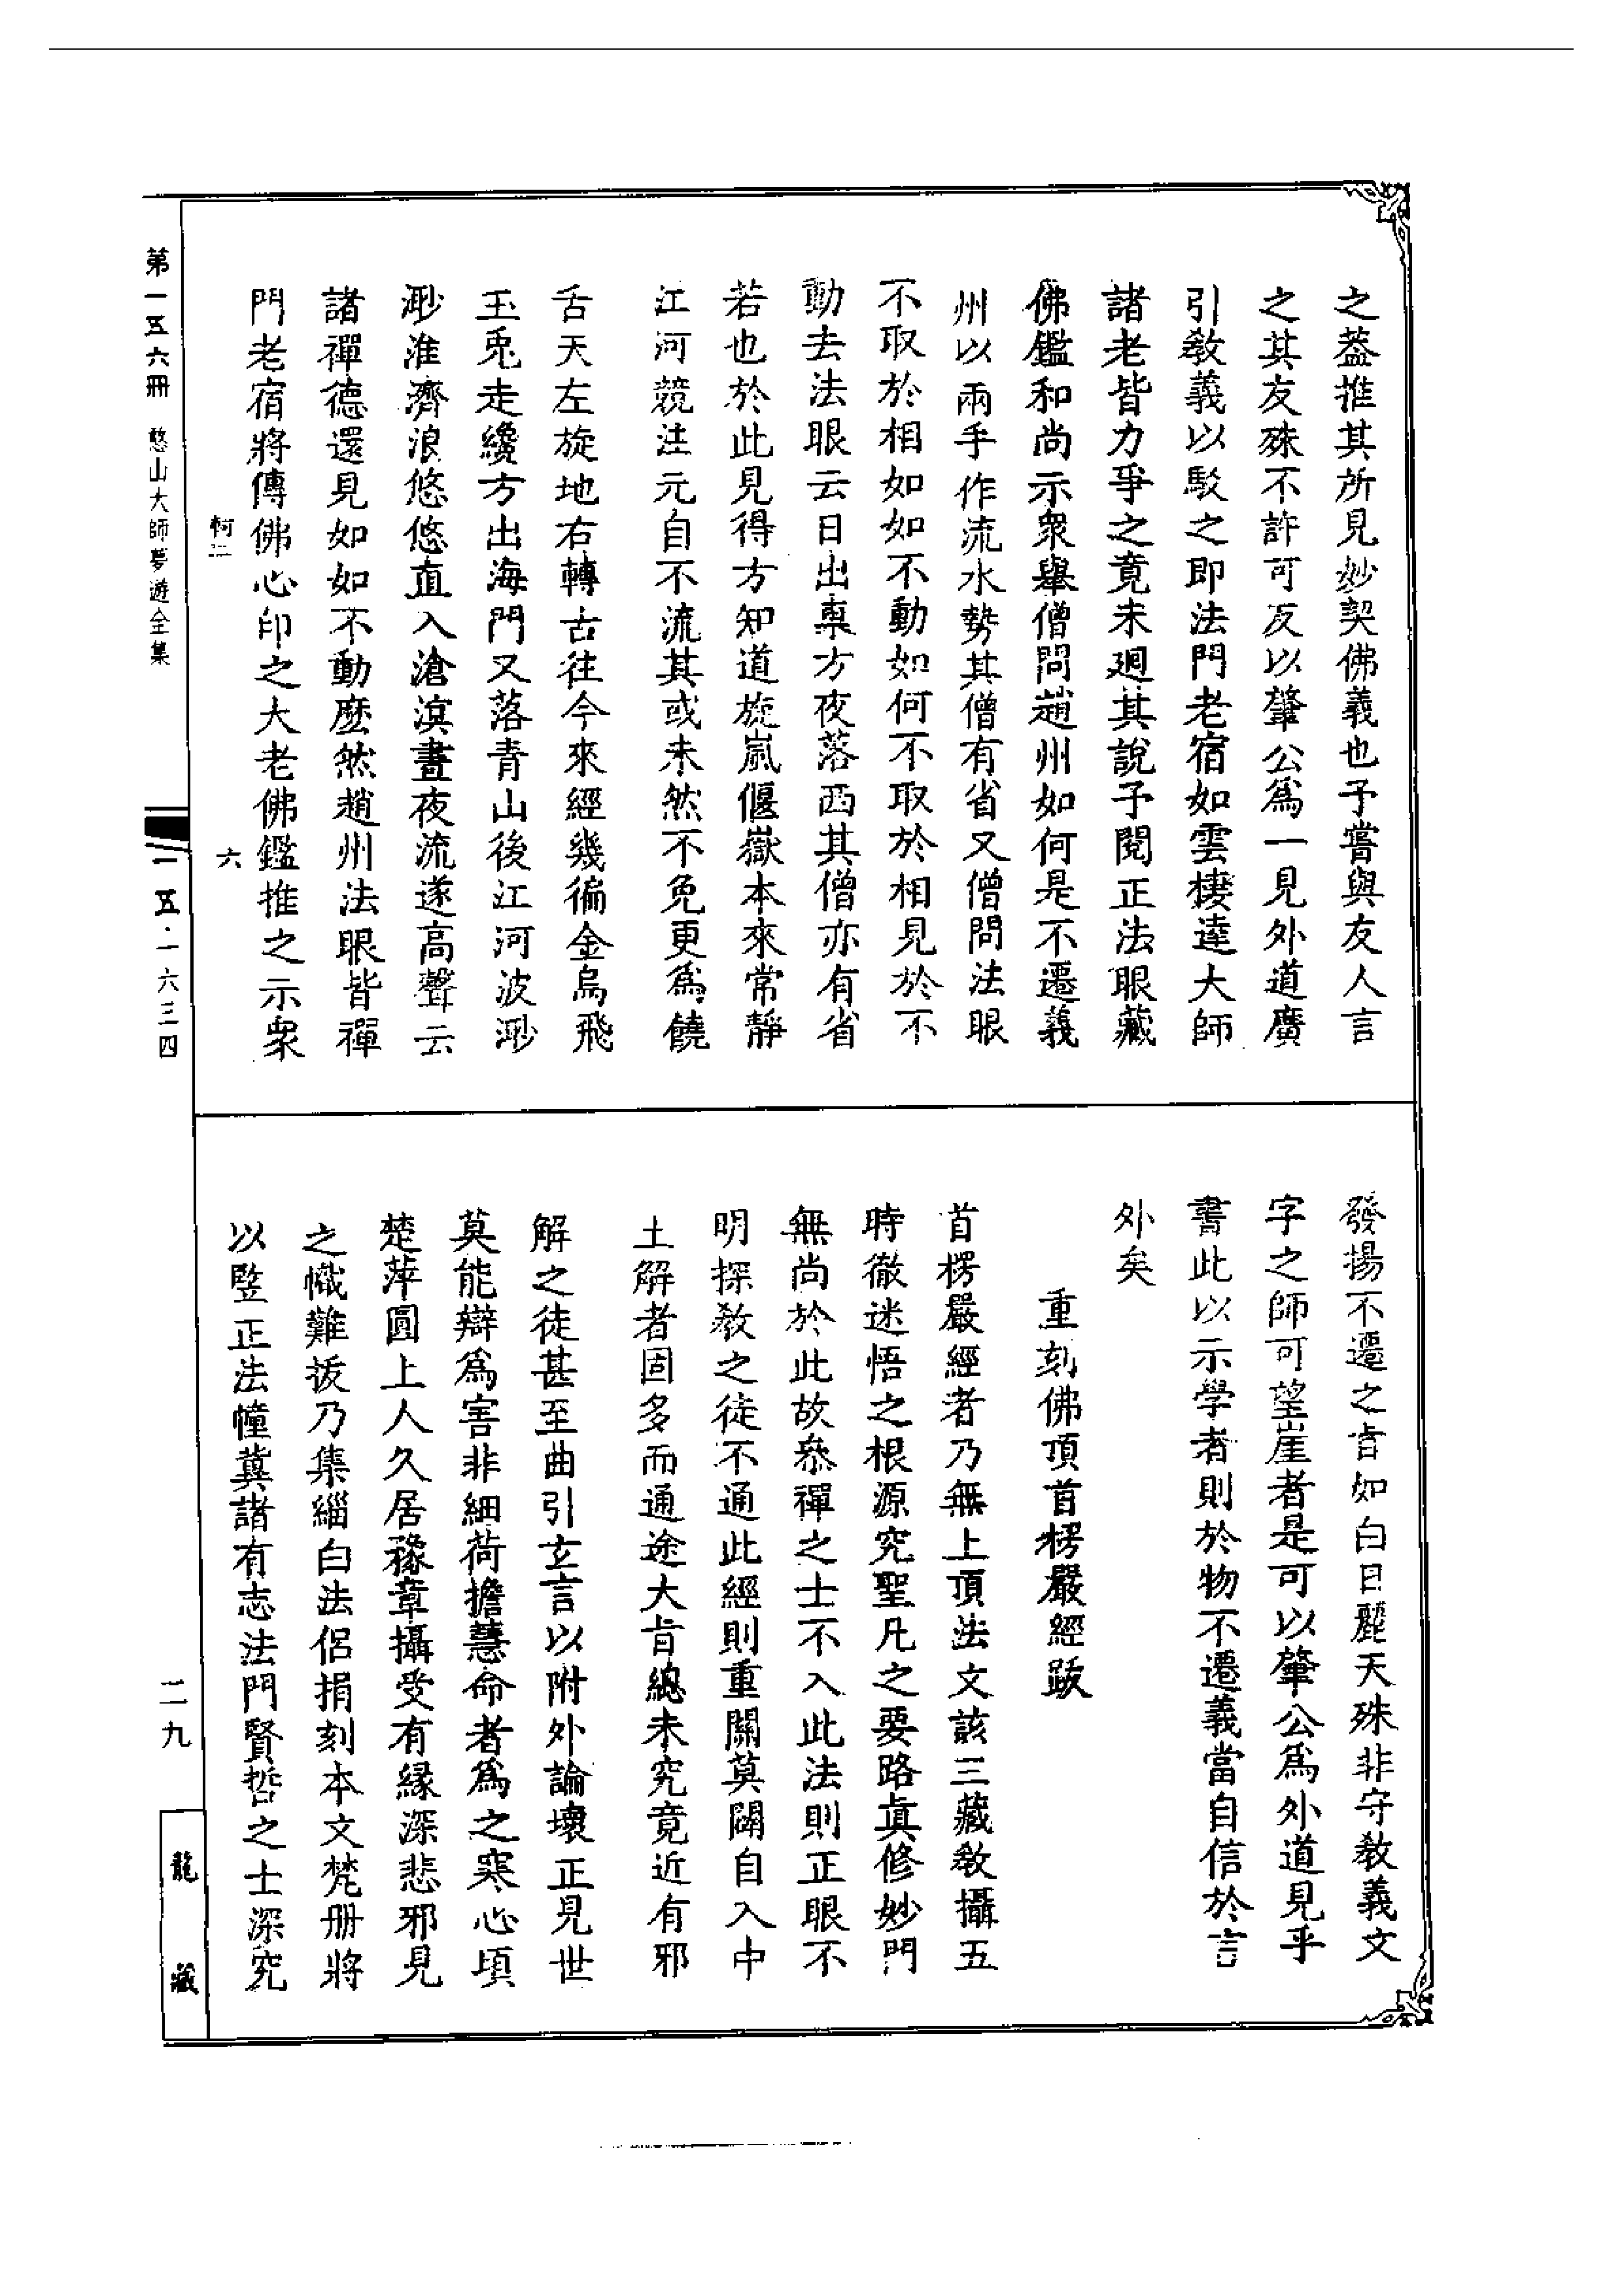 之葢推其所見妙契佛義也予嘗與友人言
之其友殊不許可反以肇公爲一見外道廣
引敎義以駁之即法門老宿如雲棲達大師
諸老皆力爭之竟未廻其說予閱正法眼藏
佛鑑和尚示衆舉僧問趙州如何是不遷義
州以兩手作流水勢其僧有省又僧問法眼
不取於相如如不動如何不取於相見於不
動去法眼云日出東方夜落西其僧亦有省
若也於此見得方知道旋嵐偃嶽本來常靜
江河競注元自不流其或未然不免更爲饒
舌天左旋地右轉古往今來經幾徧金烏飛
玉兎走纔方出海門又落青山後江河波渺
渺淮濟浪悠悠直入滄溟晝夜流遂高聲云
諸禪德還見如如不動麽然趙州法眼皆禪
門老宿將傳佛心印之大老佛鑑推之示衆
發揚不遷之旨如白日麗天殊非守敎義文
字之師可望崖者是可以肇公爲外道見乎
書此以示學者則於物不遷義當自信於言
外矣
重刻佛頂首楞嚴經跋
首楞嚴經者乃無上頂法文該三藏敎攝五
時徹迷悟之根源究聖凡之要路眞修妙門
無尚於此故叅禪之士不入此法則正眼不
明探敎之徒不通此經則重關莫闢自入中
土解者固多而通途大旨總未究竟近有邪
解之徒甚至曲引玄言以附外論壞正見世
莫能辯爲害非細荷擔慧命者爲之寒心頃
楚萍圓上人久居豫章攝受有緣深悲邪見
之幟難拔乃集緇白法侶捐刻本文梵冊將
以豎正法幢冀諸有志法門賢哲之士深究
柯二
六
第一五六冊 憨山大師夢遊全集
一五·一六三四
二九
龍藏